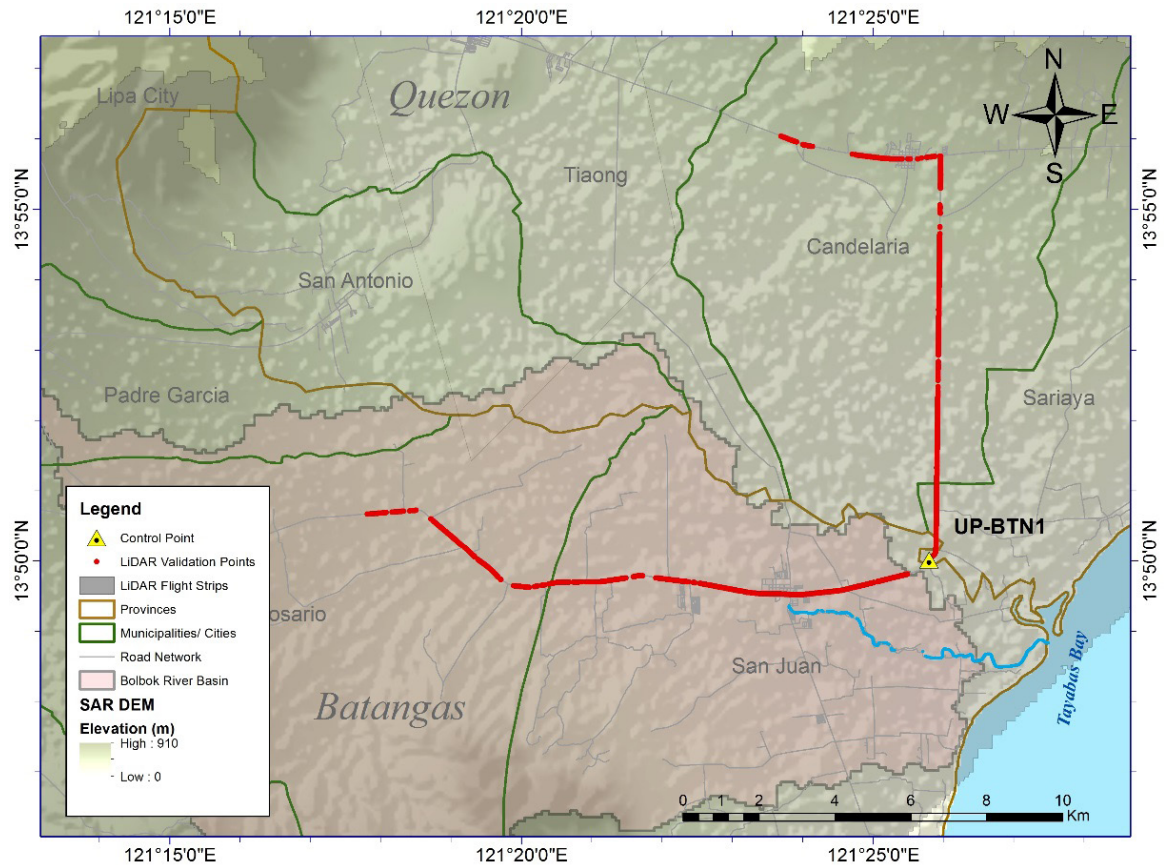 121°15'0"E
121°20'0"E
121°25'0"E
Lipa City
Quezon
N
W
E
S
Tiaong
13°55'0"N
13°55'0"N
Candelaria
San Antonio
Padre Garcia
Sariaya
UP-BTN1
13°50'0"N
13°50'0"N
osario
San Juan
Batangas
Tayabas Bay
Legend
Control Point
LiDAR Validation Points
LiDAR Flight Strips
Provinces
Municipalities/ Cities
Road Network
Bolbok River Basin
SAR DEM
Elevation (m)
High : 910
Low : 0
0 1 2 4 6 8 10
Km
121°15'0"E
121°20'0"E
121°25'0"E